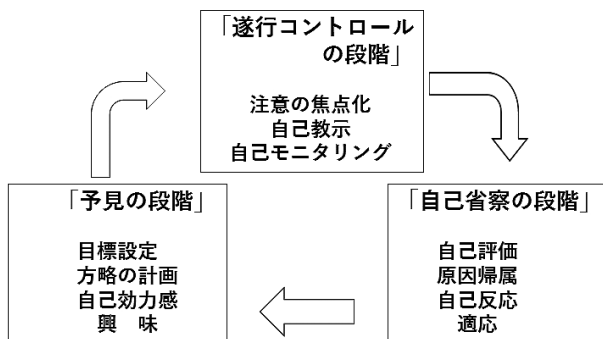 「遂行コントロール
の段階」
注意の焦点化
自己教示
自己モニタリング
「予見の段階」
目標設定
方略の計画
自己効力感
興　味
「自己省察の段階」
自己評価
原因帰属
自己反応
適応